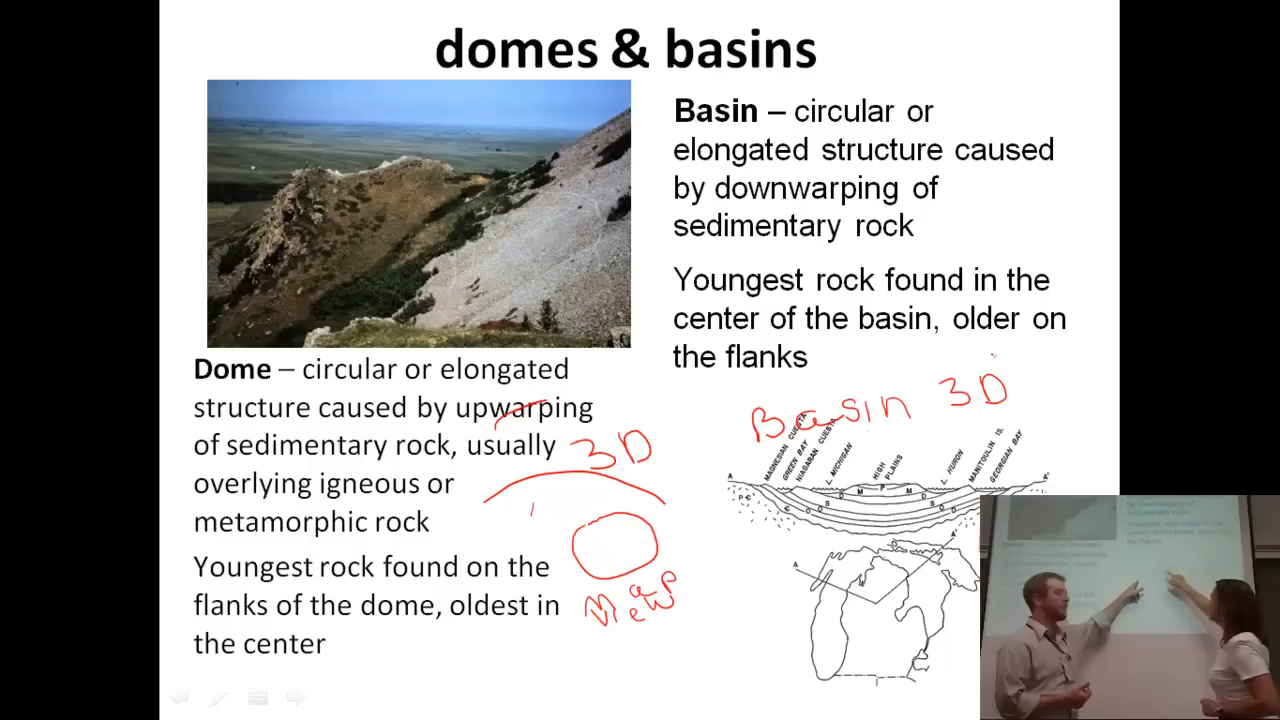 domes & basins
Basin – circular or
elongated structure caused
by downwarping of
sedimentary rock
Youngest rock found in the
center of the basin, older on
the flanks
Dome – circular or elongated
structure caused by upwarping
of sedimentary rock, usually
overlying igneous or
metamorphic rock
Youngest rock found on the
flanks of the dome, oldest in
the center
3D
Basin 3D
MAGNESIAN CUESTA
GREEN BAY
NIAGARAN CUESTA
L. MICHIGAN
HIGH
PLAINS
L. HURON
MANITOULIN IS.
GEORGIAN BAY
A
A'
M P M
A
A'